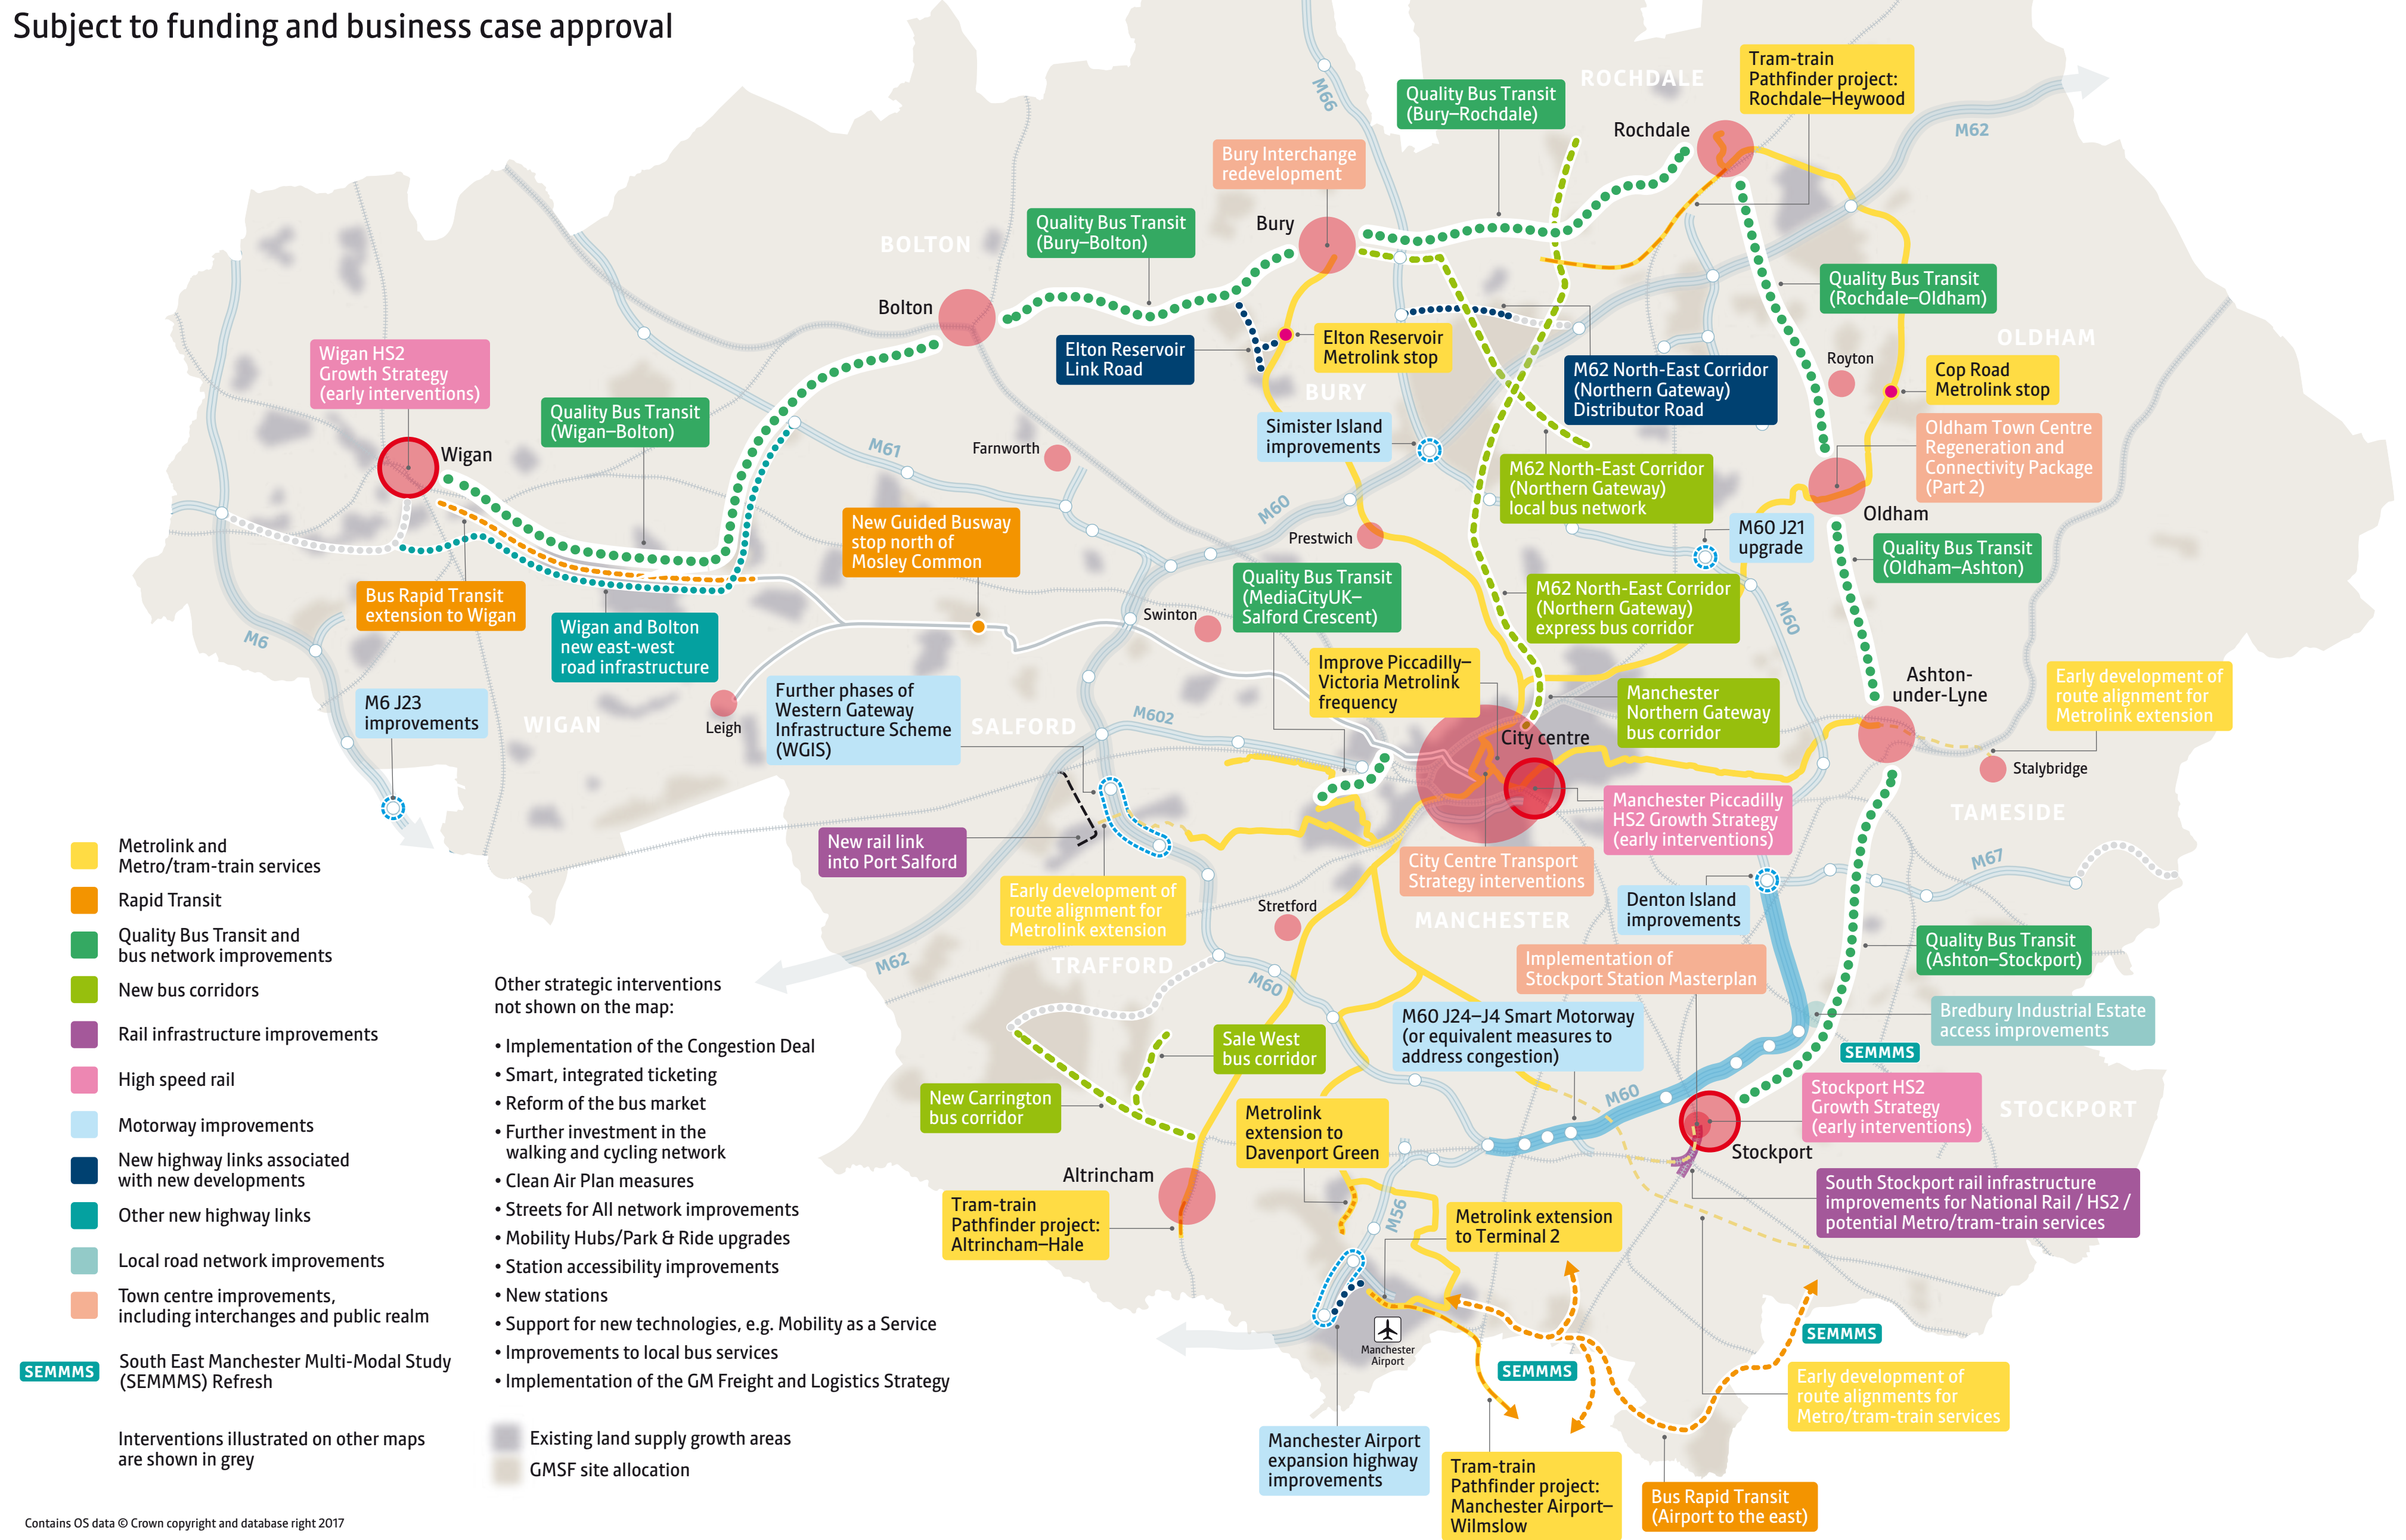 Subject to funding and business case approval
ROCHDALE
Tram-train
Pathfinder project:
Rochdale–Heywood
M66
Quality Bus Transit
(Bury–Rochdale)
Rochdale
M62
Bury Interchange
redevelopment
Quality Bus Transit
(Bury–Bolton)
Bury
BOLTON
Bolton
Quality Bus Transit
(Rochdale–Oldham)
Elton Reservoir
Link Road
Elton Reservoir
Metrolink stop
OLDHAM
Royton
Cop Road
Metrolink stop
M62 North-East Corridor
(Northern Gateway)
Distributor Road
BURY
Wigan HS2
Growth Strategy
(early interventions)
Quality Bus Transit
(Wigan–Bolton)
Simister Island
improvements
Oldham Town Centre
Regeneration and
Connectivity Package
(Part 2)
Wigan
M61
Farnworth
M62 North-East Corridor
(Northern Gateway)
local bus network
M60
Oldham
New Guided Busway
stop north of
Mosley Common
Prestwich
M60 J21
upgrade
Quality Bus Transit
(Oldham–Ashton)
Quality Bus Transit
(MediaCityUK–
Salford Crescent)
M62 North-East Corridor
(Northern Gateway)
express bus corridor
M60
Bus Rapid Transit
extension to Wigan
Swinton
M6
Wigan and Bolton
new east-west
road infrastructure
Improve Piccadilly–
Victoria Metrolink
frequency
Ashton-
under-Lyne
Early development of
route alignment for
Metrolink extension
M6 J23
improvements
WIGAN
Leigh
Further phases of
Western Gateway
Infrastructure Scheme
(WGIS)
SALFORD
M602
Manchester
Northern Gateway
bus corridor
City centre
Stalybridge
Manchester Piccadilly
HS2 Growth Strategy
(early interventions)
TAMESIDE
New rail link
into Port Salford
City Centre Transport
Strategy interventions
M67
Early development of
route alignment for
Metrolink extension
Stretford
MANCHESTER
Denton Island
improvements
M62
TRAFFORD
M60
Implementation of
Stockport Station Masterplan
Quality Bus Transit
(Ashton–Stockport)
M60 J24–J4 Smart Motorway
(or equivalent measures to
address congestion)
Bredbury Industrial Estate
access improvements
Sale West
bus corridor
SEMMMS
New Carrington
bus corridor
M60
Stockport HS2
Growth Strategy
(early interventions)
STOCKPORT
Metrolink
extension to
Davenport Green
Stockport
Altrincham
South Stockport rail infrastructure
improvements for National Rail / HS2 /
potential Metro/tram-train services
Tram-train
Pathfinder project:
Altrincham–Hale
M56
Metrolink extension
to Terminal 2
Manchester
Airport
SEMMMS
SEMMMS
Early development of
route alignments for
Metro/tram-train services
Manchester Airport
expansion highway
improvements
Tram-train
Pathfinder project:
Manchester Airport–
Wilmslow
Bus Rapid Transit
(Airport to the east)
Metrolink and
Metro/tram-train services
Rapid Transit
Quality Bus Transit and
bus network improvements
New bus corridors
Rail infrastructure improvements
High speed rail
Motorway improvements
New highway links associated
with new developments
Other new highway links
Local road network improvements
Town centre improvements,
including interchanges and public realm
SEMMMS
South East Manchester Multi-Modal Study
(SEMMMS) Refresh
Interventions illustrated on other maps
are shown in grey
Other strategic interventions
not shown on the map:
• Implementation of the Congestion Deal
• Smart, integrated ticketing
• Reform of the bus market
• Further investment in the
walking and cycling network
• Clean Air Plan measures
• Streets for All network improvements
• Mobility Hubs/Park & Ride upgrades
• Station accessibility improvements
• New stations
• Support for new technologies, e.g. Mobility as a Service
• Improvements to local bus services
• Implementation of the GM Freight and Logistics Strategy
Existing land supply growth areas
GMSF site allocation
Contains OS data © Crown copyright and database right 2017